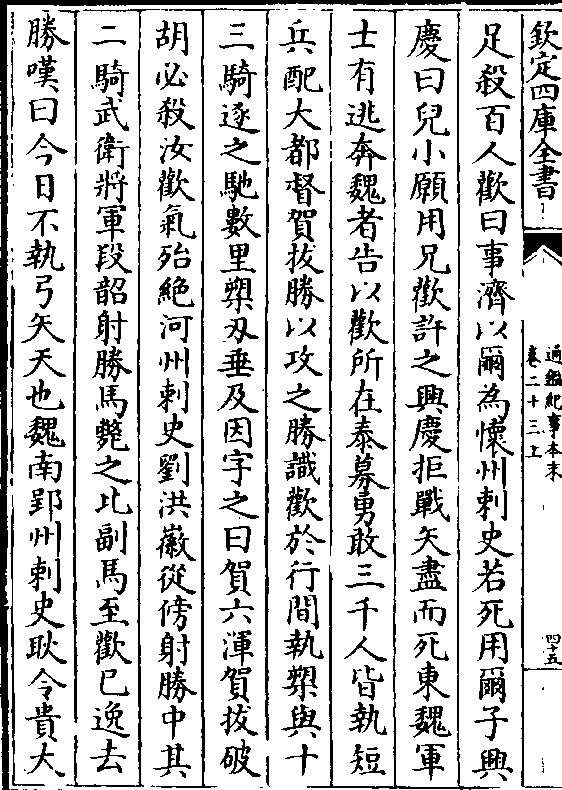 欽定四庫全書
通鑑紀事本末
卷二十三上
四十五
足殺百人歡曰事濟以爾為懷州刺史若死用爾子興
慶曰兒小願用兄歡許之興慶拒戰矢盡而死東魏軍
士有逃奔魏者告以歡所在泰募勇敢三千人皆執短
兵配大都督賀拔勝以攻之勝識歡於行間執槊與十
三騎逐之馳數里槊刃垂及因字之曰賀六渾賀拔破
胡必殺汝歡氣殆絶河州刺史劉洪徽從傍射勝中其
二騎武衛將軍段韶射勝馬斃之比副馬至歡已逸去
勝嘆曰今日不執弓矢天也魏南郢州刺史耿令貴大